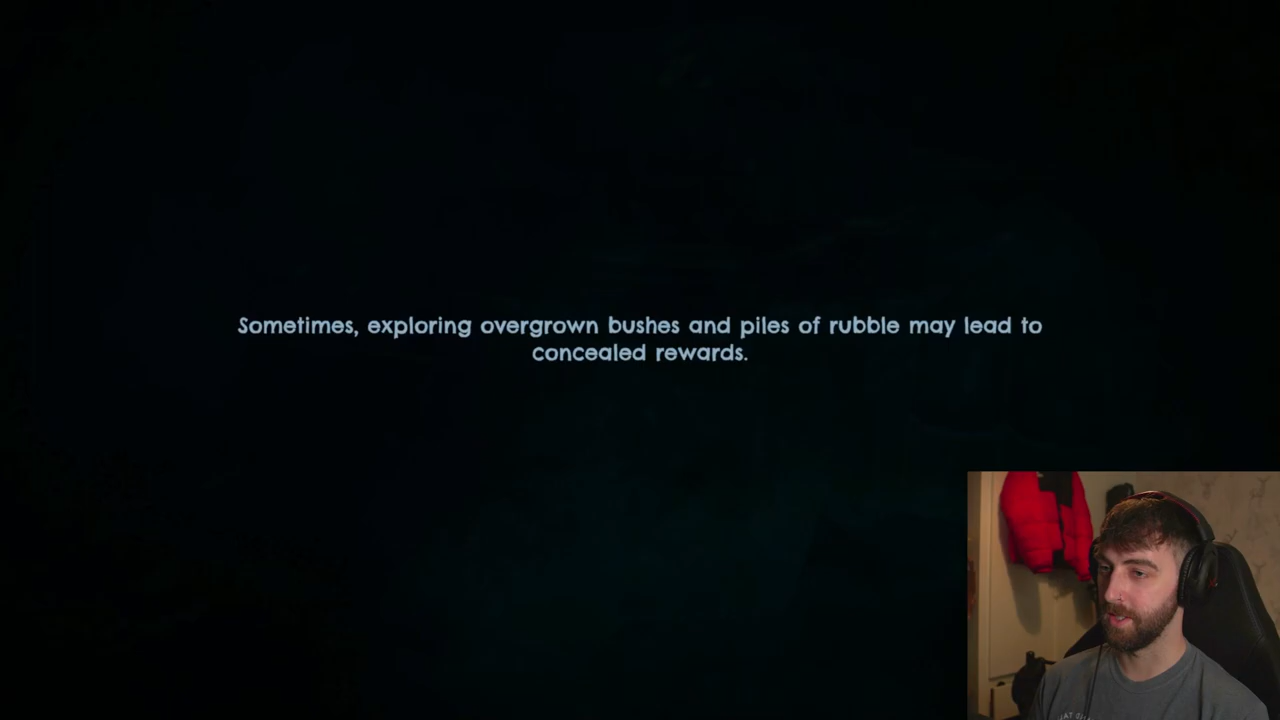 Sometimes, exploring overgrown bushes and piles of rubble may lead to
concealed rewards.